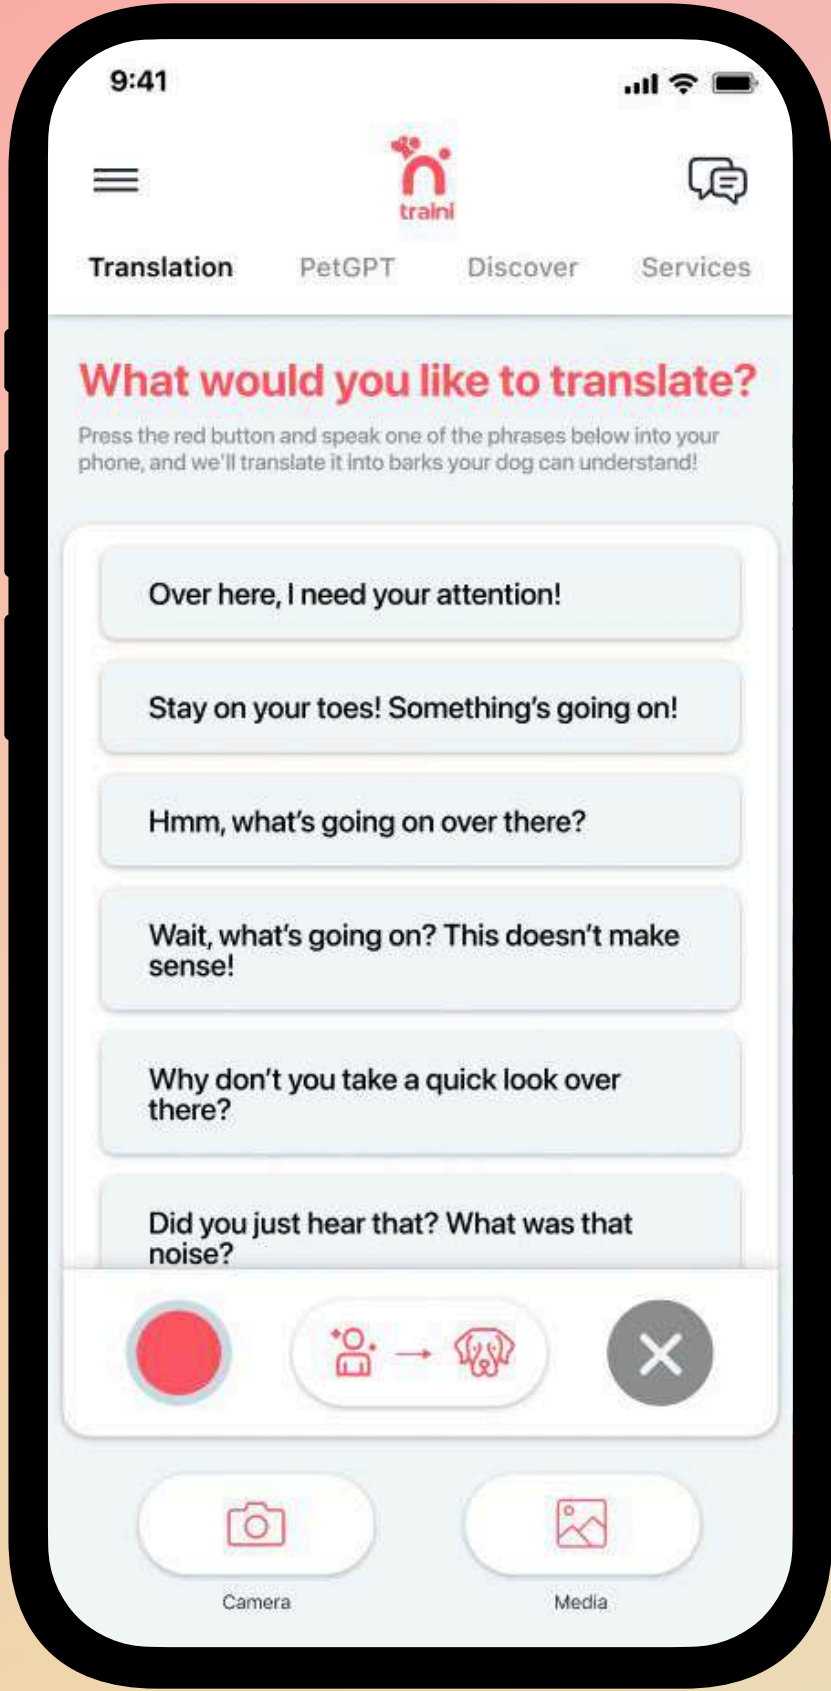 9:41
traini
Translation PetGPT Discover Services
What would you like to translate?
Press the red button and speak one of the phrases below into your
phone, and we'll translate it into barks your dog can understand!
Over here, I need your attention!
Stay on your toes! Something's going on!
Hmm, what's going on over there?
Wait, what's going on? This doesn't make
sense!
Why don't you take a quick look over
there?
Did you just hear that? What was that
noise?
Camera Media